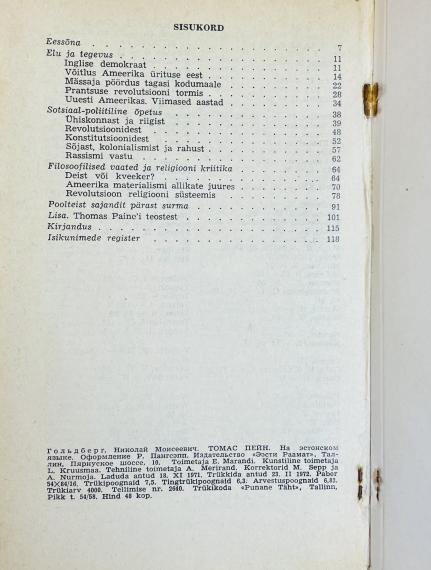 SISUKORD
Eessõna . . . . . . . . . . . . . . . . . 7
Elu ja tegevus . . . . . . . . . . . . . . . 11
Inglise demokraat . . . . . . . . . . . . . 11
Võitlus Ameerika ürituse eest . . . . . . . . . 14
Mässaja pöördus tagasi kodumaale . . . . . . . 22
Prantsuse revolutsiooni tormis . . . . . . . . . 28
Uuesti Ameerikas. Viimased aastad . . . . . . . 34
Sotsiaal-poliitiline õpetus . . . . . . . . . . . 38
Ühiskonnast ja riigist . . . . . . . . . . . . 39
Revolutsioonidest . . . . . . . . . . . . . 48
Konstitutsioonidest . . . . . . . . . . . . . 52
Sõjast, kolonialismist ja rahust . . . . . . . . . 57
Rassismi vastu . . . . . . . . . . . . . . 62
Filosoofilised vaated ja religiooni kriitika . . . . . . 64
Deist või kveeker? . . . . . . . . . . . . . 64
Ameerika materialismi allikate juures . . . . . . . 70
Revolutsioon religiooni süsteemis . . . . . . . . 78
Poolteist sajandit pärast surma . . . . . . . . . 91
Lisa. Thomas Paine'i teostest . . . . . . . . . . 101
Kirjandus . . . . . . . . . . . . . . . . 115
Isikunimede register . . . . . . . . . . . . . 118
Гольдберг, Николай Моисеевич. ТОМАС ПЕЙН. На эстонском
языке. Оформление Р. Пангсепп. Издательство «Ээсти Раамат», Тал-
лин, Пярнуское шоссе, 10. Toimetaja E. Marandi. Kunstiline toimetaja
L. Kruusmaa. Tehniline toimetaja A. Merirand. Korrektorid M. Sepp ja
A. Nurmoja. Laduda antud 18. XI 1971. Trükkida antud 23. II 1972. Paber
54×84/16. Trükipoognaid 7,5. Tingtrükipoognaid 6,3. Arvestuspoognaid 6,83.
Trükiarv 4000. Tellimise nr. 2640. Trükikoda «Punane Täht», Tallinn,
Pikk t. 54/58. Hind 48 kop.